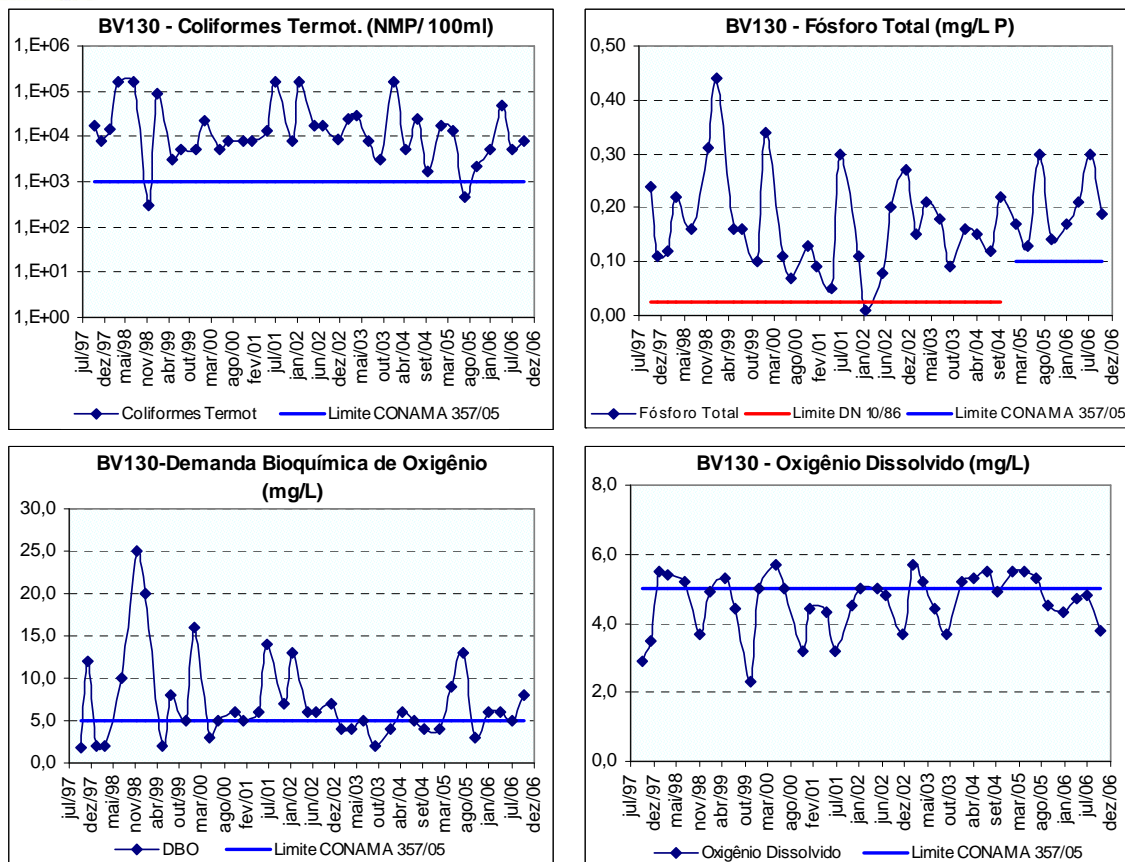 BV130 - Coliformes Termot. (NMP/ 100ml)
1,E+06
1,E+05
1,E+04
1,E+03
1,E+02
1,E+01
1,E+00
jul/97
dez/97
mai/98
nov/98
abr/99
out/99
mar/00
ago/00
fev/01
jul/01
jan/02
jun/02
dez/02
mai/03
out/03
abr/04
set/04
mar/05
ago/05
jan/06
jul/06
dez/06
Coliformes Termot
Limite CONAMA 357/05
BV130 - Fósforo Total (mg/L P)
0,50
0,40
0,30
0,20
0,10
0,00
jul/97
dez/97
mai/98
nov/98
abr/99
out/99
mar/00
ago/00
fev/01
jul/01
jan/02
jun/02
dez/02
mai/03
out/03
abr/04
set/04
mar/05
ago/05
jan/06
jul/06
dez/06
Fósforo Total
Limite DN 10/86
Limite CONAMA 357/05
BV130-Demanda Bioquímica de Oxigênio
(mg/L)
30,0
25,0
20,0
15,0
10,0
5,0
0,0
jul/97
dez/97
mai/98
nov/98
abr/99
out/99
mar/00
ago/00
fev/01
jul/01
jan/02
jun/02
dez/02
mai/03
out/03
abr/04
set/04
mar/05
ago/05
jan/06
jul/06
dez/06
DBO
Limite CONAMA 357/05
BV130 - Oxigênio Dissolvido (mg/L)
8,0
6,0
4,0
2,0
0,0
jul/97
dez/97
mai/98
nov/98
abr/99
out/99
mar/00
ago/00
fev/01
jul/01
jan/02
jun/02
dez/02
mai/03
out/03
abr/04
set/04
mar/05
ago/05
jan/06
jul/06
dez/06
Oxigênio Dissolvido
Limite CONAMA 357/05